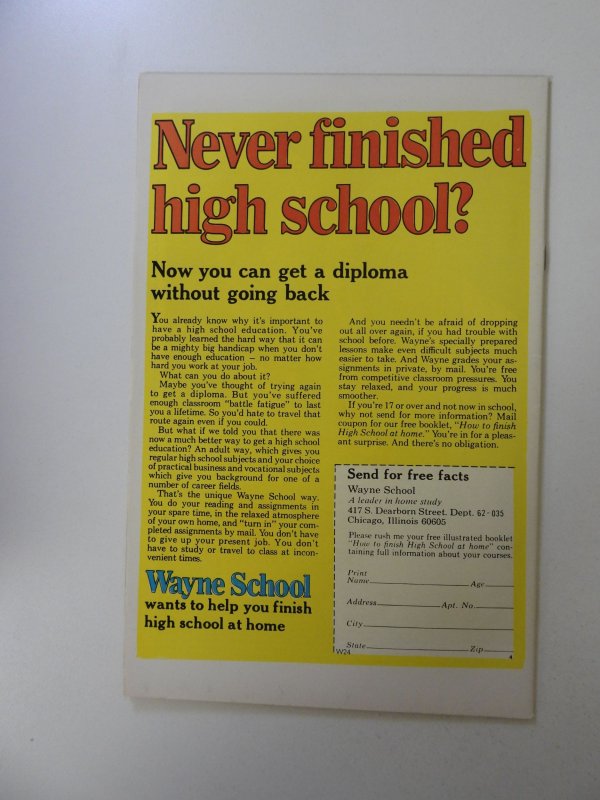 Never finished
high school?
Now you can get a diploma
without going back
You already know why it's important to
have a high school education. You've
probably learned the hard way that it can
be a mighty big handicap when you don't
have enough education – no matter how
hard you work at your job.
What can you do about it?
Maybe you've thought of trying again
to get a diploma. But you've suffered
enough classroom "battle fatigue" to last
you a lifetime. So you'd hate to travel that
route again even if you could.
But what if we told you that there was
now a much better way to get a high school
education? An adult way, which gives you
regular high school subjects and your choice
of practical business and vocational subjects
which give you background for one of a
number of career fields.
That's the unique Wayne School way.
You do your reading and assignments in
your spare time, in the relaxed atmosphere
of your own home, and "turn in" your com-
pleted assignments by mail. You don't have
to give up your present job. You don't
have to study or travel to class at incon-
venient times.
Wayne School
wants to help you finish
high school at home
And you needn't be afraid of dropping
out all over again, if you had trouble with
school before. Wayne's specially prepared
lessons make even difficult subjects much
easier to take. And Wayne grades your as-
signments in private, by mail. You're free
from competitive classroom pressures. You
stay relaxed, and your progress is much
smoother.
If you're 17 or over and not now in school,
why not send for more information? Mail
coupon for our free booklet, "How to finish
High School at home." You're in for a pleas-
ant surprise. And there's no obligation.
Send for free facts
Wayne School
A leader in home study
417 S. Dearborn Street. Dept. 62-035
Chicago, Illinois 60605
Please rush me your free illustrated booklet
"How to finish High School at home" con-
taining full information about your courses.
Print
Name Age
Address Apt. No.
City
State Zip
W24 4